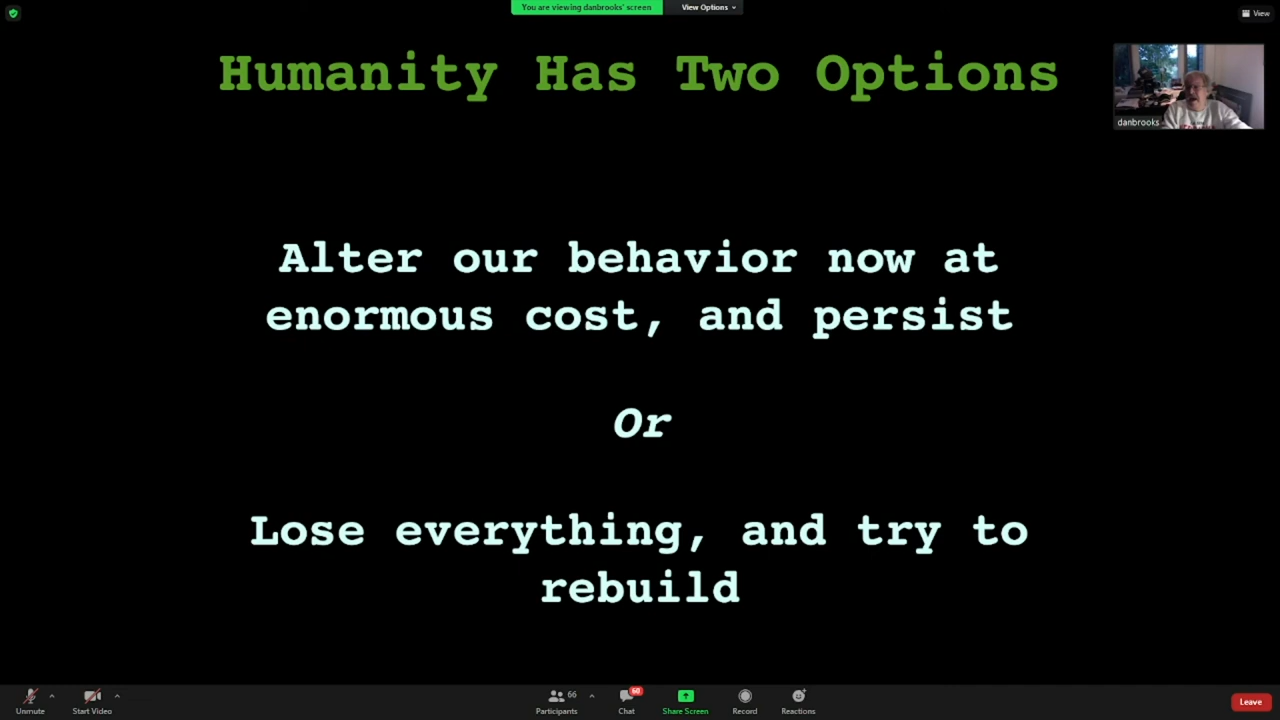 You are viewing danbrooks' screen
View Options
View
Humanity Has Two Options
danbrooks
Alter our behavior now at
enormous cost, and persist
Or
Lose everything, and try to
rebuild
Unmute
Start Video
66
Participants
68
Chat
Share Screen
Record
Reactions
Leave